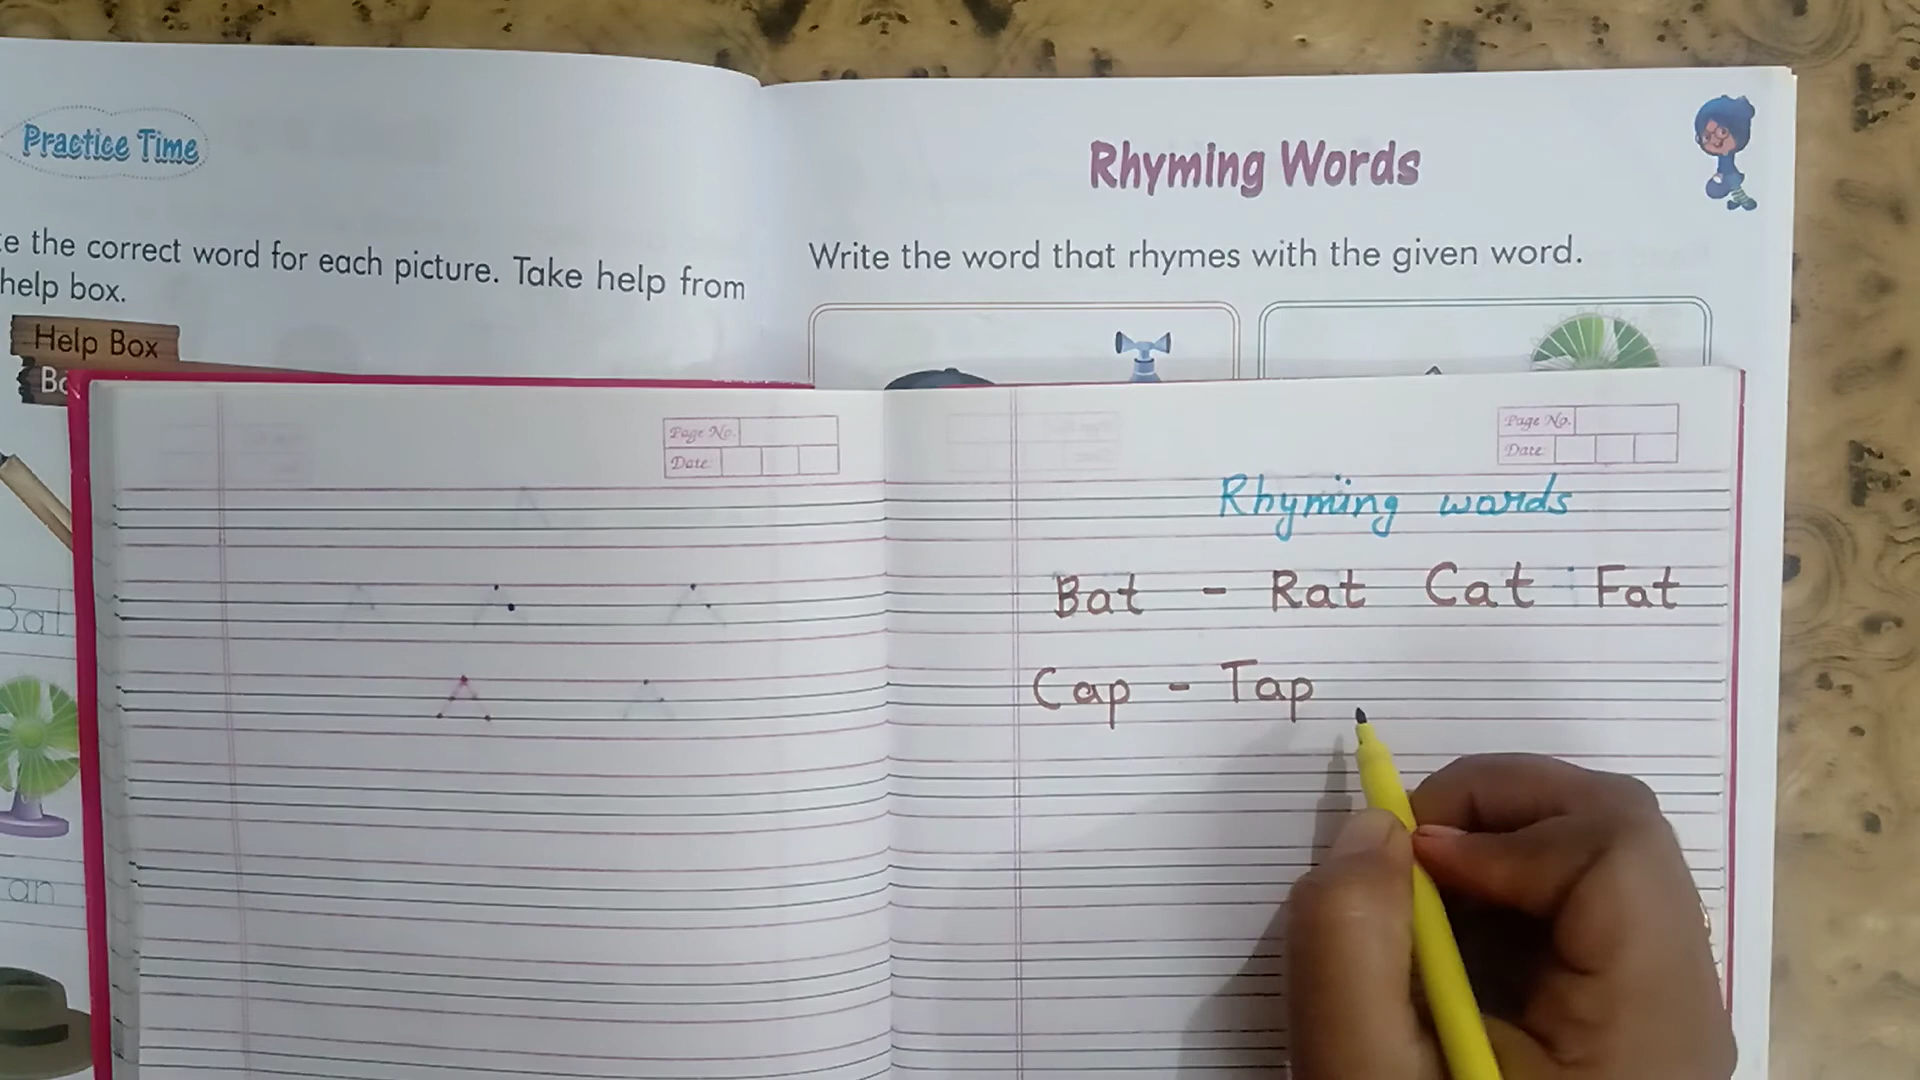 Practice Time
e the correct word for each picture. Take help from
help box.
Help Box
Bat
an
Rhyming Words
Write the word that rhymes with the given word.
Page No.
Date
Page No.
Date
Rhyming words
Bat - Rat Cat Fat
Cap - Tap